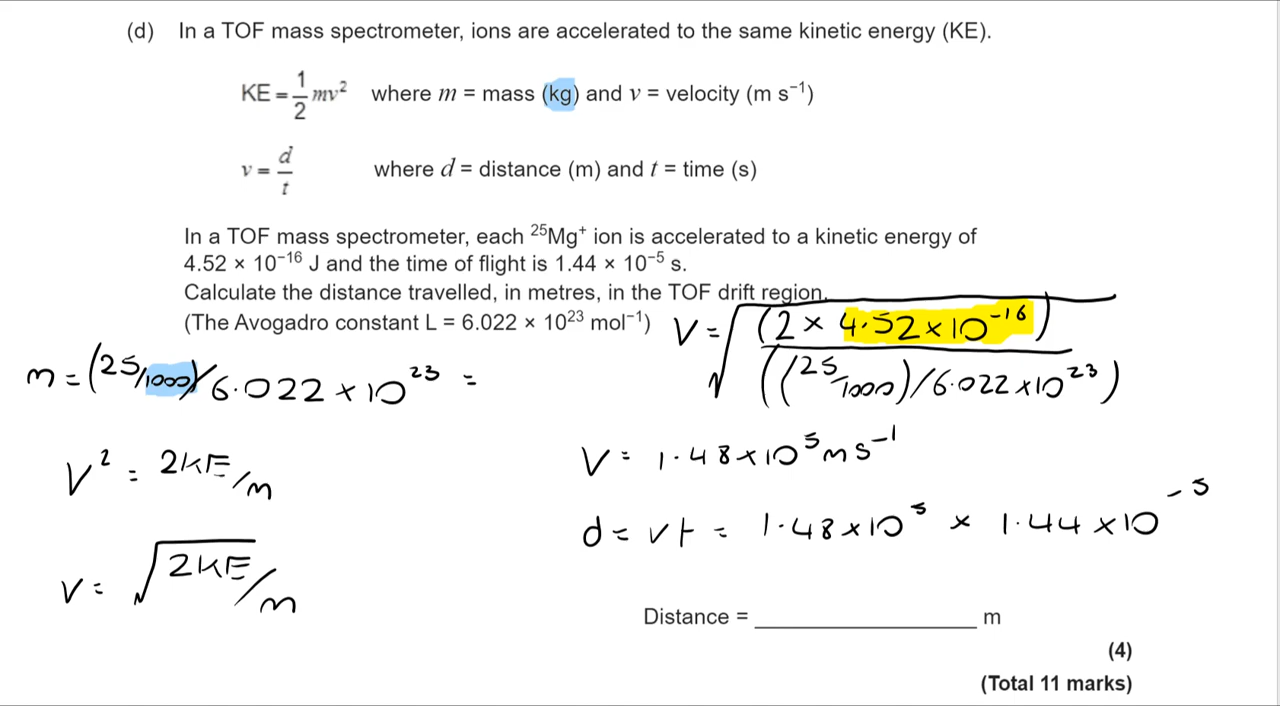 (d) In a TOF mass spectrometer, ions are accelerated to the same kinetic energy (KE).
KE = 1/2 mv² where m = mass (kg) and v = velocity (m s⁻¹)
v = d/t where d = distance (m) and t = time (s)
In a TOF mass spectrometer, each ²⁵Mg⁺ ion is accelerated to a kinetic energy of
4.52 × 10⁻¹⁶ J and the time of flight is 1.44 × 10⁻⁵ s.
Calculate the distance travelled, in metres, in the TOF drift region.
(The Avogadro constant L = 6.022 × 10²³ mol⁻¹)
V = √((2 × 4.52 × 10⁻¹⁶) / ((25/1000)/6.022 × 10²³))
m = (25/1000)/6.022 × 10²³ =
V² = 2KE/m
V = √2KE/m
V = 1.48 × 10⁵ ms⁻¹
d = vt = 1.48 × 10⁵ × 1.44 × 10⁻⁵
Distance = ____________________ m
(4)
(Total 11 marks)